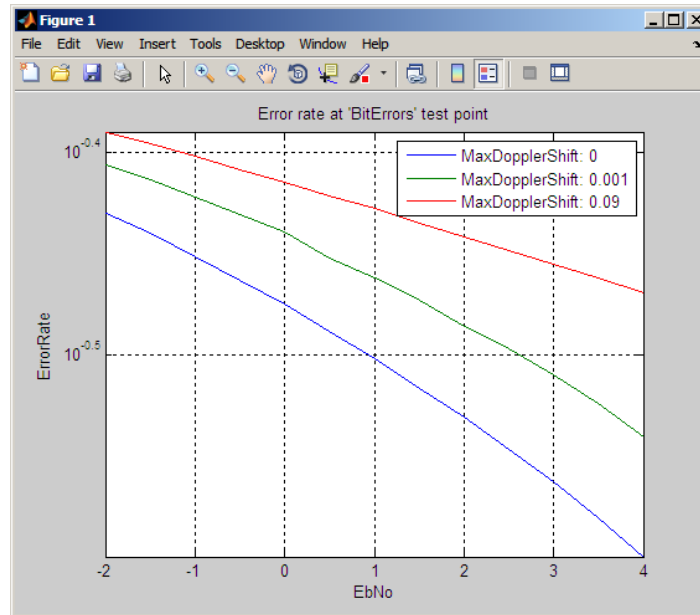 Figure 1
File Edit View Insert Tools Desktop Window Help
Error rate at 'BitErrors' test point
10^-0.4
10^-0.5
ErrorRate
MaxDopplerShift: 0
MaxDopplerShift: 0.001
MaxDopplerShift: 0.09
-2 -1 0 1 2 3 4
EbNo